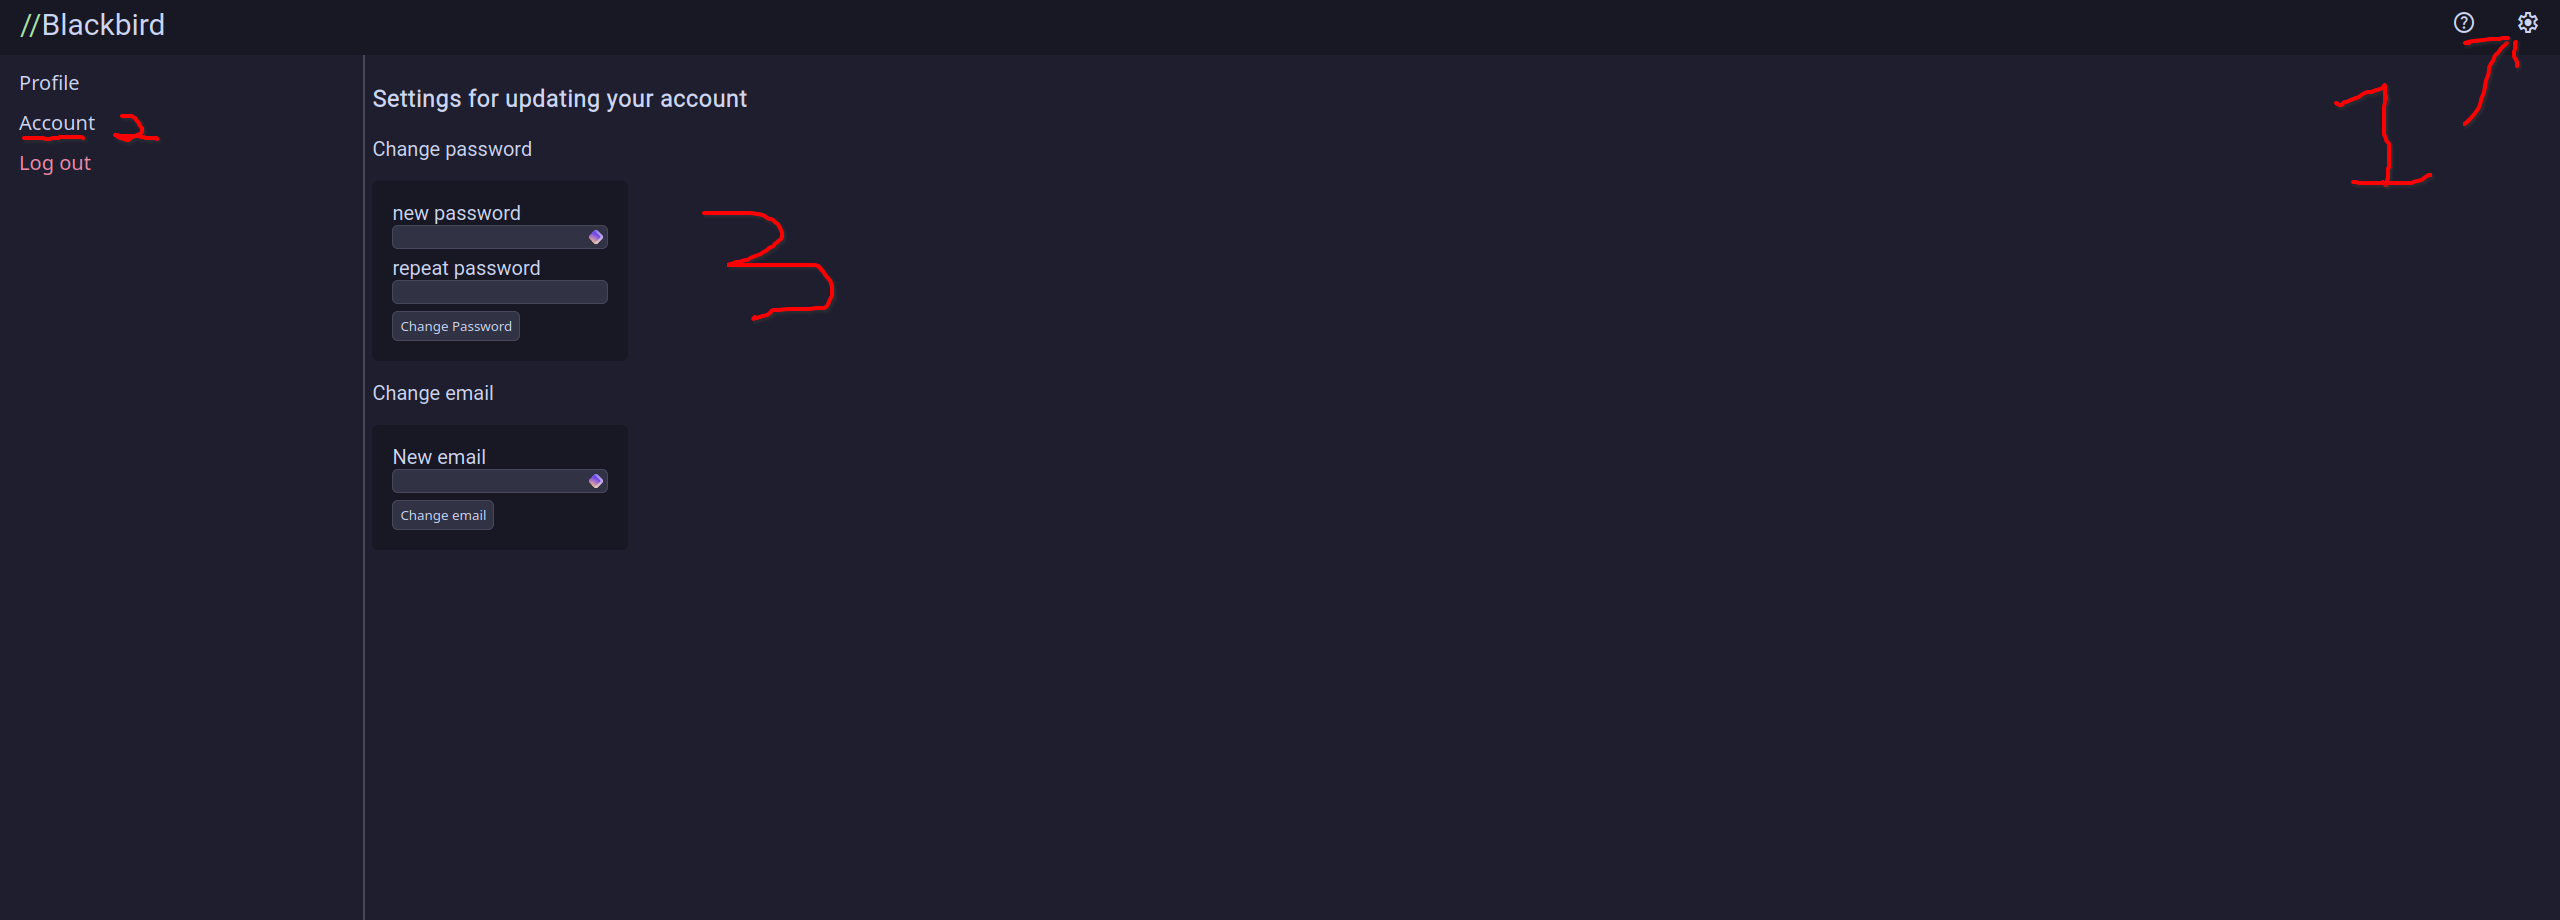 //Blackbird
1
Profile
Account 2
Log out
Settings for updating your account
Change password
new password
3
repeat password
Change Password
Change email
New email
Change email